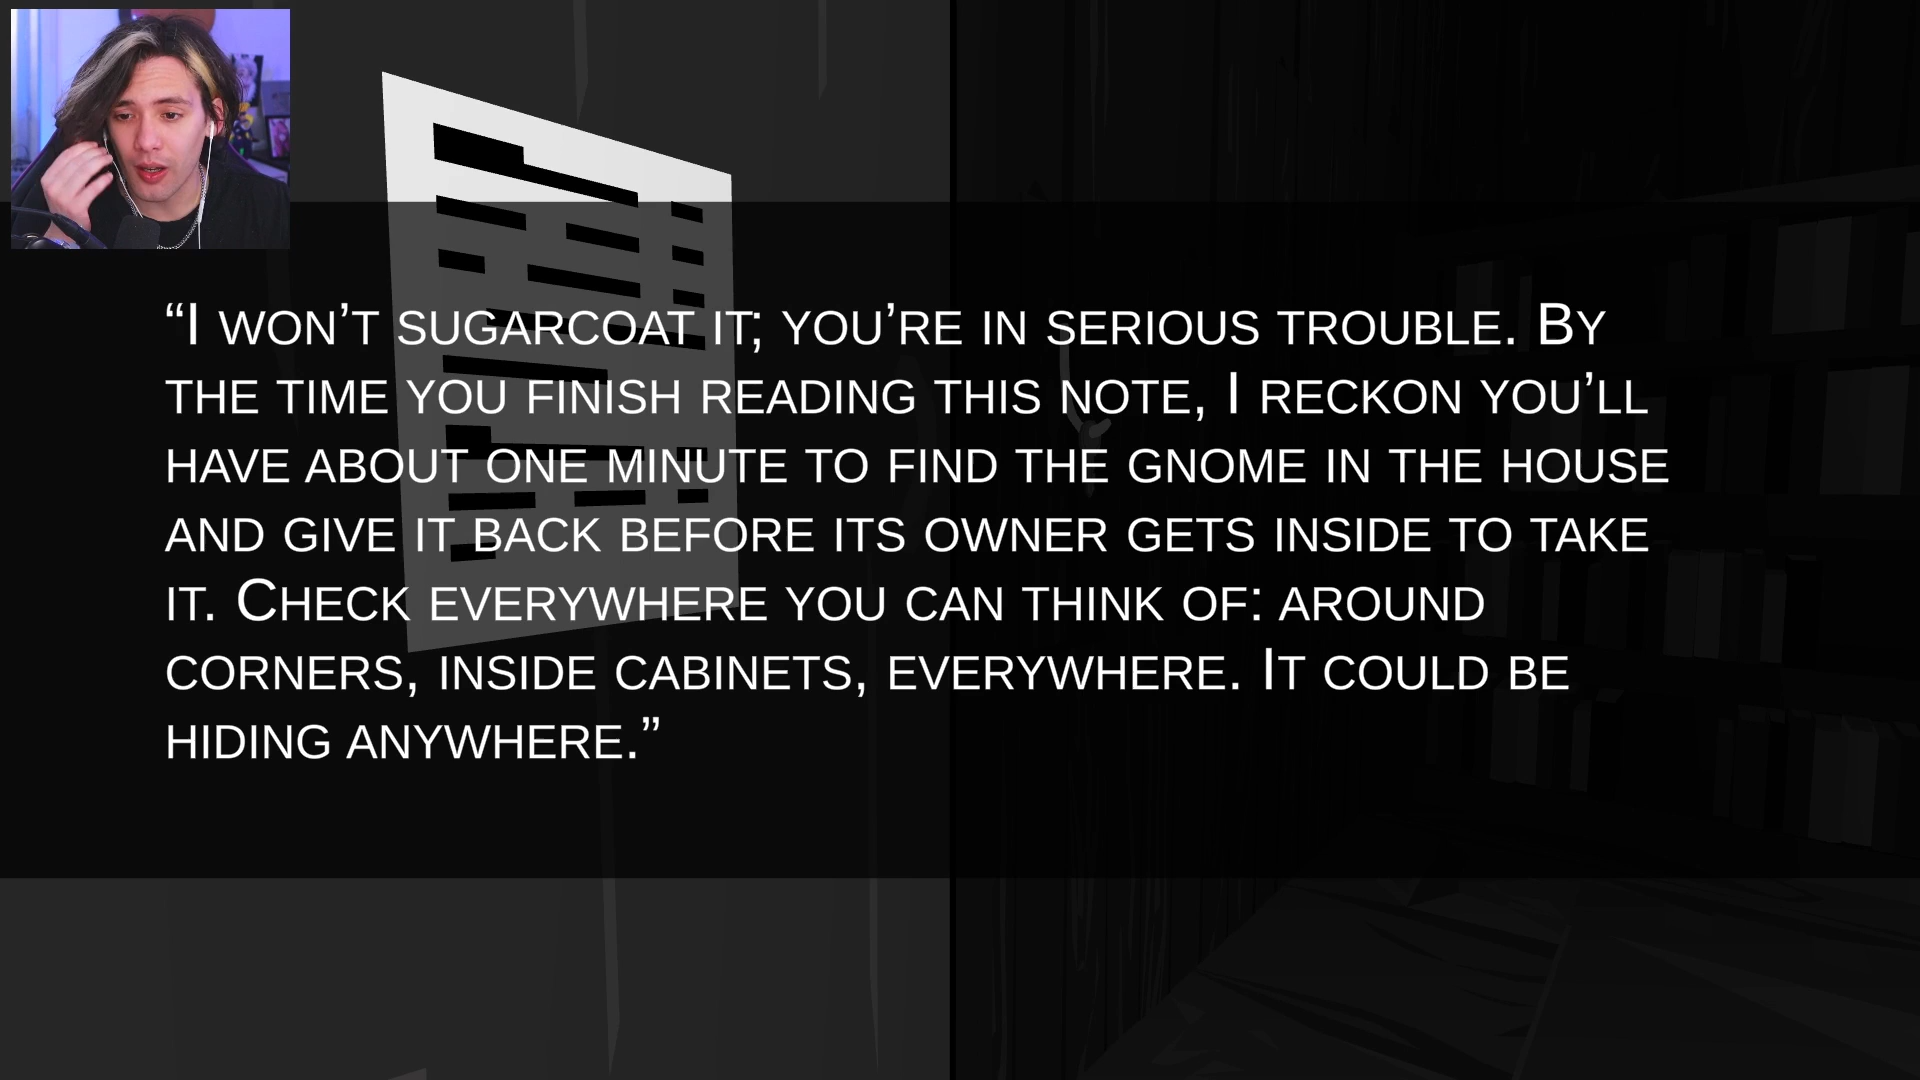 “I won’t sugarcoat it; you’re in serious trouble. By
the time you finish reading this note, I reckon you’ll
have about one minute to find the gnome in the house
and give it back before its owner gets inside to take
it. Check everywhere you can think of: around
corners, inside cabinets, everywhere. It could be
hiding anywhere.”